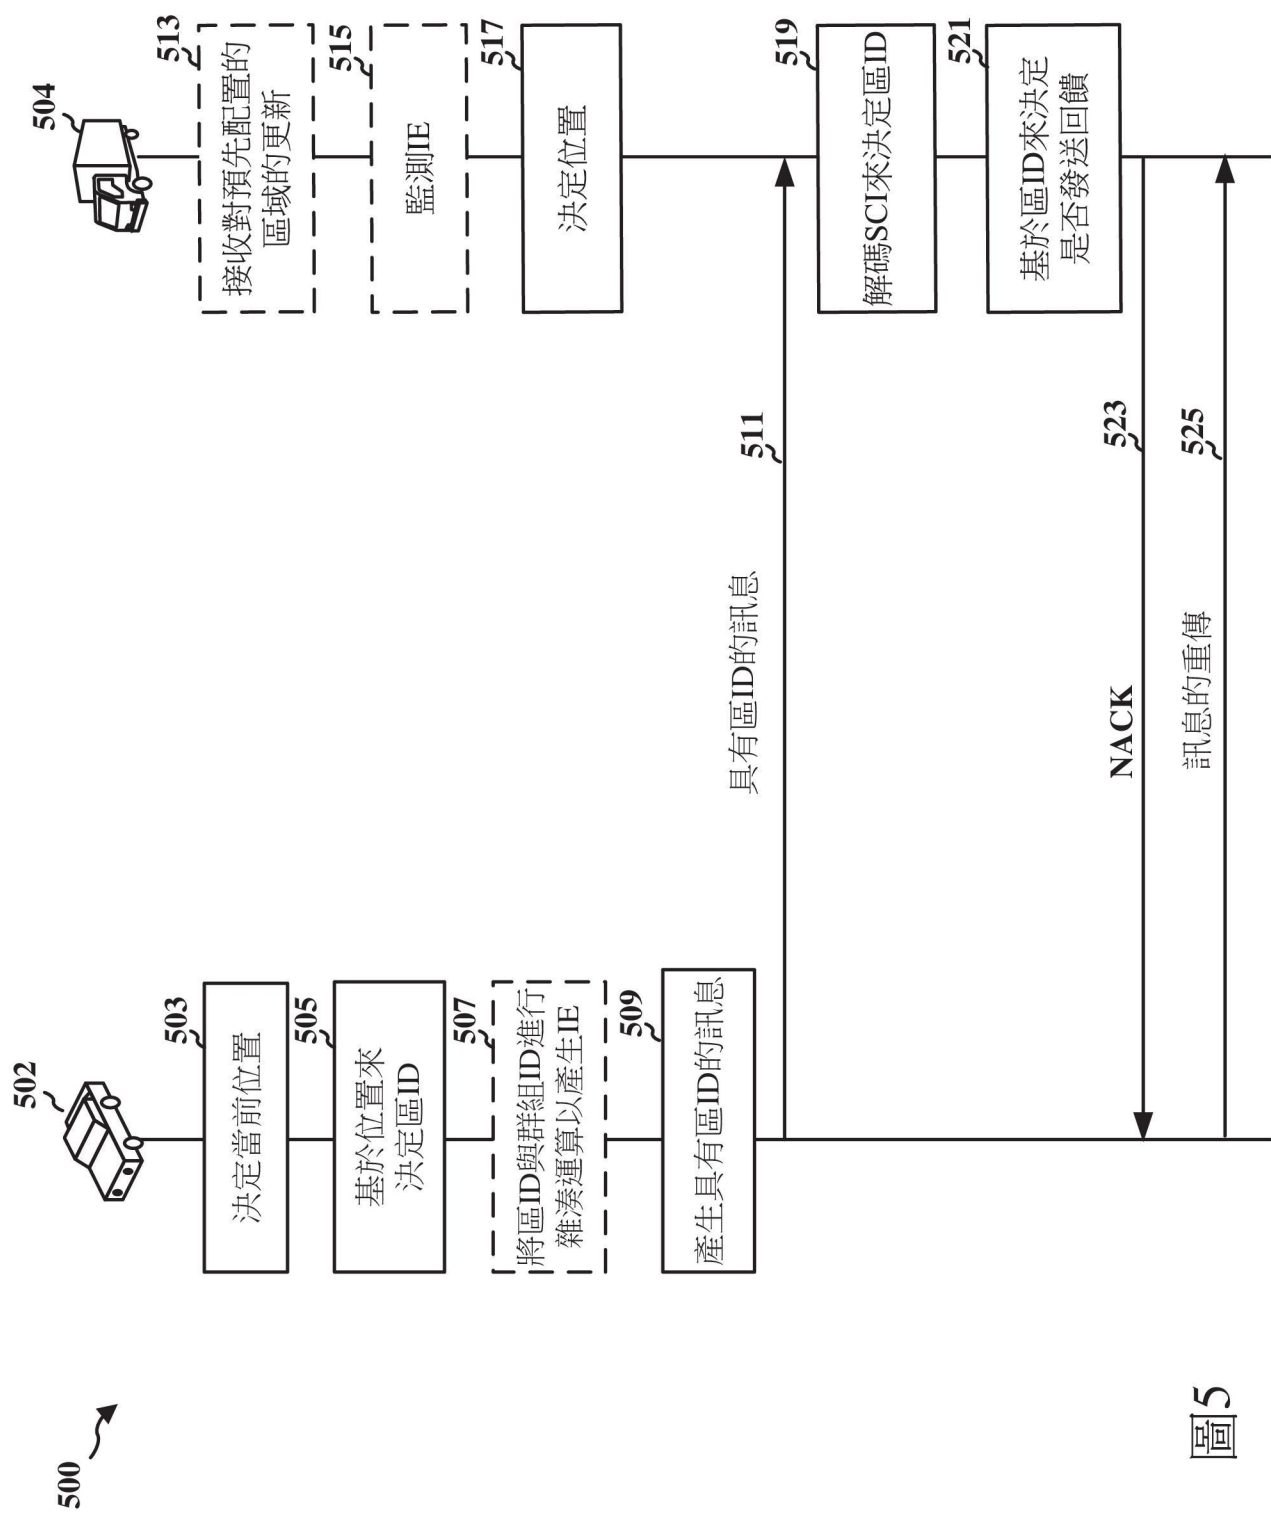 500
502
504
503
決定當前位置
505
基於位置來
決定區ID
507
將區ID與群組ID進行
雜湊運算以產生IE
509
產生具有區ID的訊息
513
接收對預先配置的
區域的更新
515
監測IE
517
決定位置
511
具有區ID的訊息
519
解碼SCI來決定區ID
521
基於區ID來決定
是否發送回饋
523
NACK
525
訊息的重傳
圖5